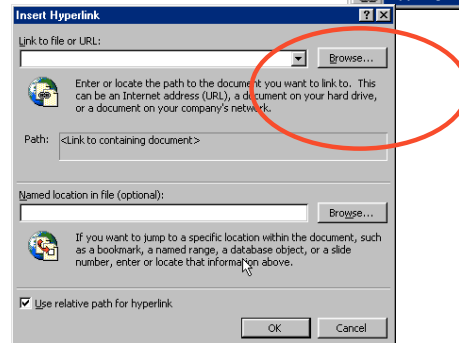 Insert Hyperlink
Link to file or URL:
Browse...
Enter or locate the path to the document you want to link to. This
can be an Internet address (URL), a document on your hard drive,
or a document on your company's network.
Path: <Link to containing document>
Named location in file (optional):
Browse...
If you want to jump to a specific location within the document, such
as a bookmark, a named range, a database object, or a slide
number, enter or locate that information above.
Use relative path for hyperlink
OK Cancel